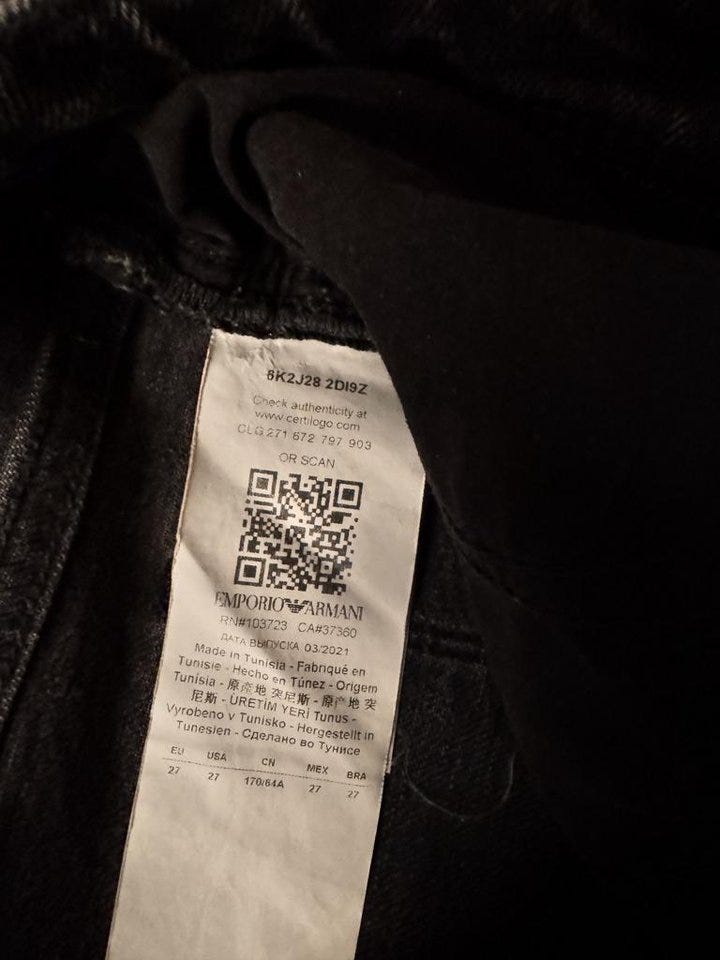 6K2J28 2DI9Z
Check authenticity at
www.certilogo.com
CLG 271 672 797 903
OR SCAN
EMPORIO ARMANI
RN#103723 CA#37360
ДАТА ВЫПУСКА 03/2021
Made in Tunisia - Fabriqué en
Tunisie - Hecho en Túnez - Origem
Tunísia - 原産地 突尼斯 - 原产地 突
尼斯 - ÜRETİM YERİ Tunus -
Vyrobeno v Tunisko - Hergestellt in
Tunesien - Сделано во Тунисе
EU USA CN MEX BRA
27 27 170/64A 27 27